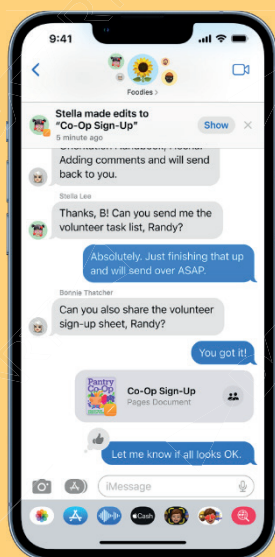 9:41
Foodies >
Stella made edits to
“Co-Op Sign-Up”
5 minute ago
Show
Adding comments and will send
back to you.
Stella Lee
Thanks, B! Can you send me the
volunteer task list, Randy?
Absolutely. Just finishing that up
and will send over ASAP.
Bonnie Thatcher
Can you also share the volunteer
sign-up sheet, Randy?
You got it!
Pantry
Co-Op
Co-Op Sign-Up
Pages Document
Let me know if all looks OK.
iMessage
Cash